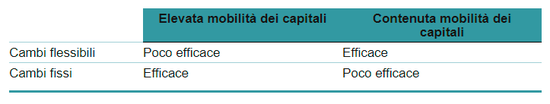 Elevata mobilità dei capitali Contenuta mobilità dei
capitali
Cambi flessibili Poco efficace Efficace
Cambi fissi Efficace Poco efficace